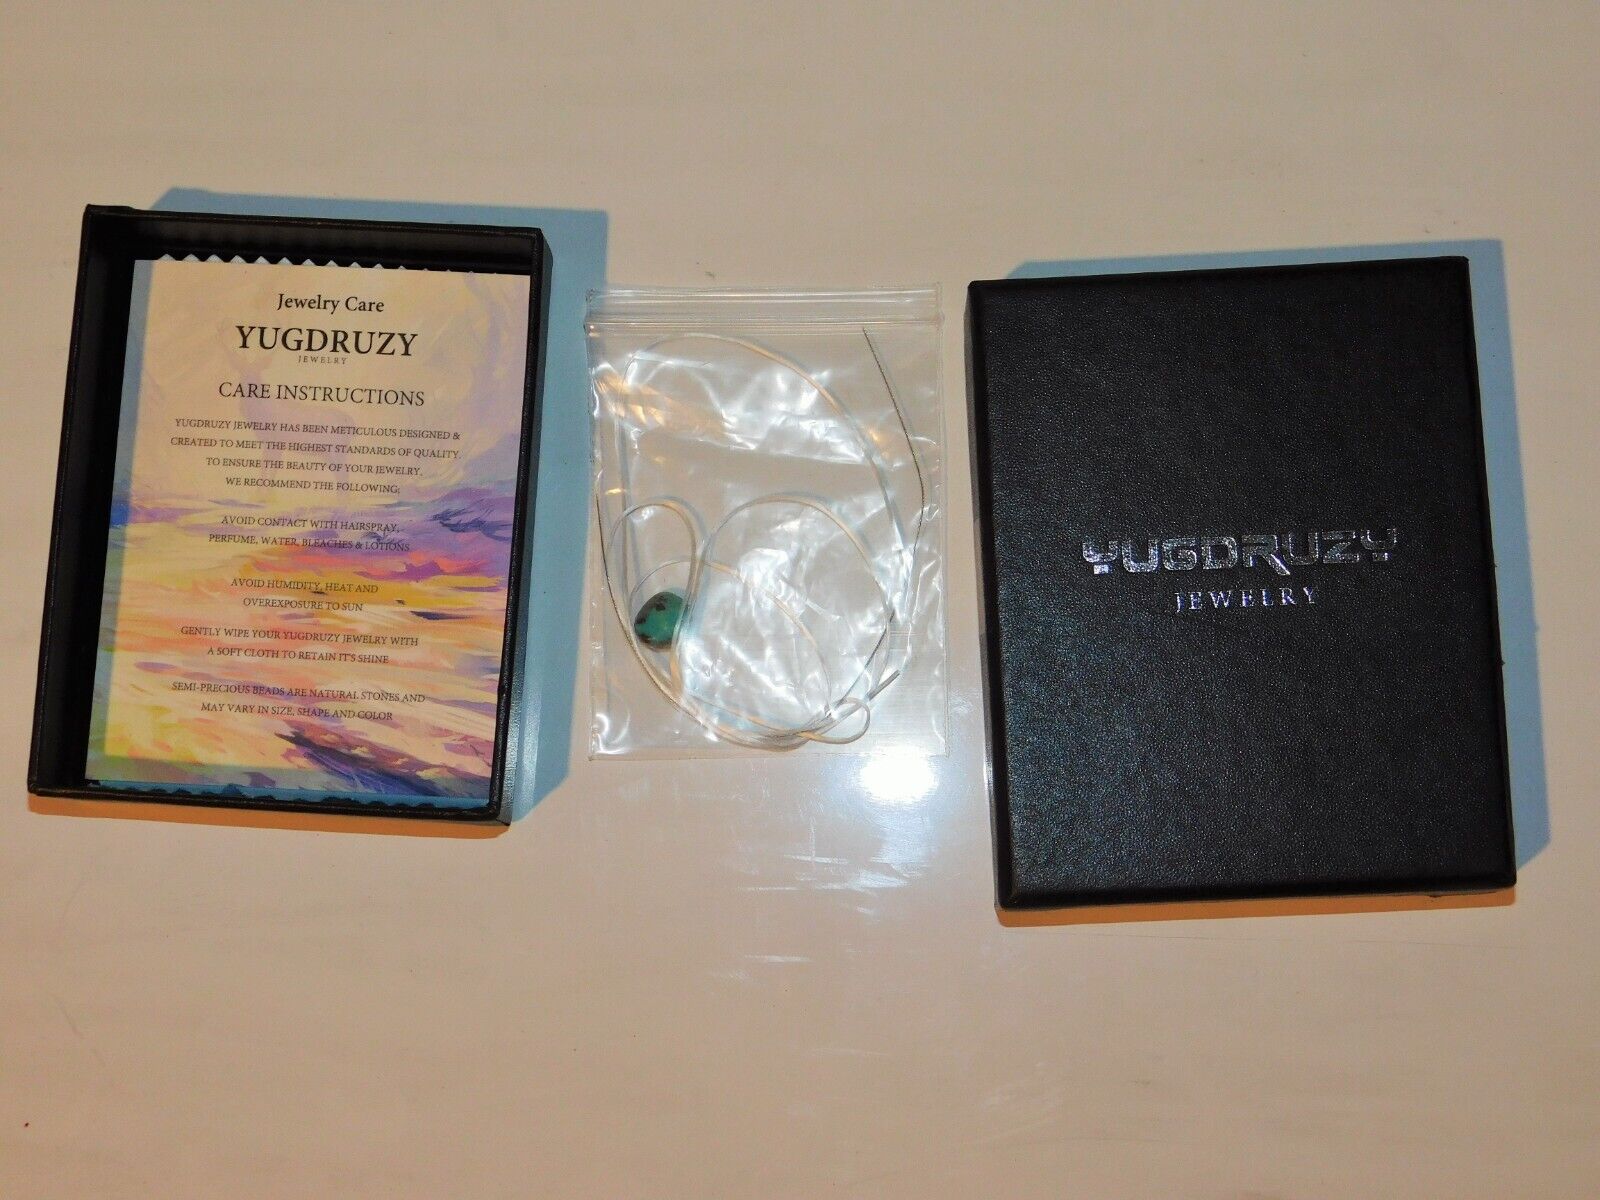 Jewelry Care
YUGDRUZY
JEWELRY
CARE INSTRUCTIONS
YUGDRUZY JEWELRY HAS BEEN METICULOUS DESIGNED &
CREATED TO MEET THE HIGHEST STANDARDS OF QUALITY.
TO ENSURE THE BEAUTY OF YOUR JEWELRY,
WE RECOMMEND THE FOLLOWING;
AVOID CONTACT WITH HAIRSPRAY,
PERFUME, WATER, BLEACHES & LOTIONS
AVOID HUMIDITY, HEAT AND
OVEREXPOSURE TO SUN
GENTLY WIPE YOUR YUGDRUZY JEWELRY WITH
A SOFT CLOTH TO RETAIN IT'S SHINE
SEMI-PRECIOUS BEADS ARE NATURAL STONES AND
MAY VARY IN SIZE, SHAPE AND COLOR
YUGDRUZY
JEWELRY